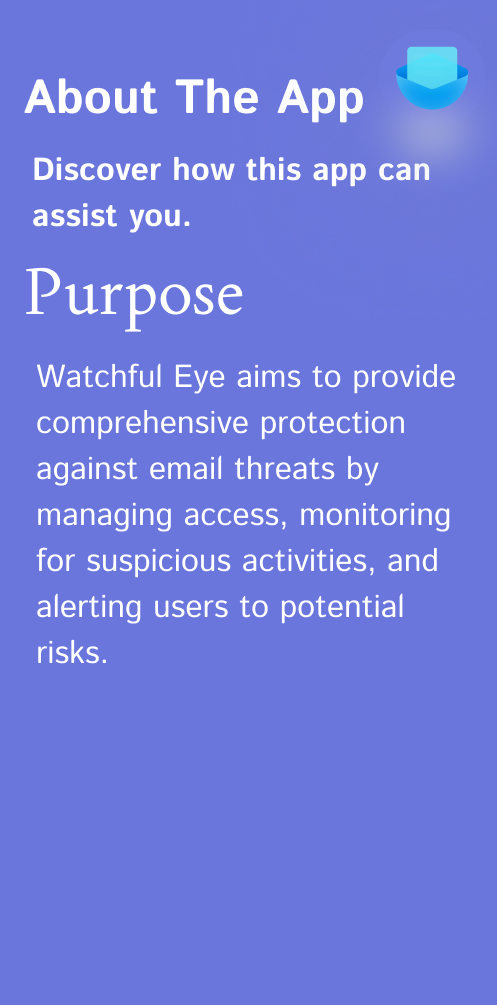 About The App
Discover how this app can
assist you.
Purpose
Watchful Eye aims to provide
comprehensive protection
against email threats by
managing access, monitoring
for suspicious activities, and
alerting users to potential
risks.